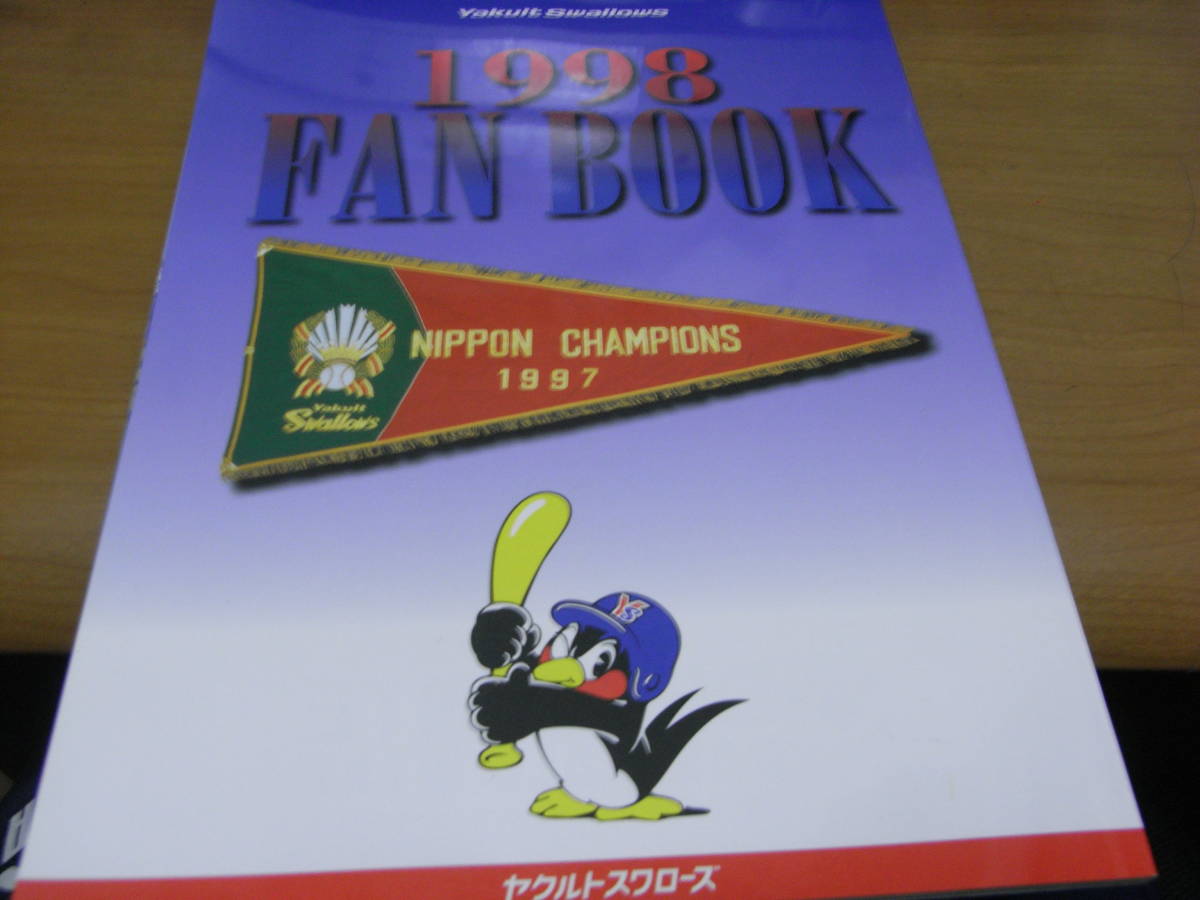 Yakult Swallows
1998
FAN BOOK
NIPPON CHAMPIONS
1997
Yakult
Swallows
YS
ヤクルトスワローズ